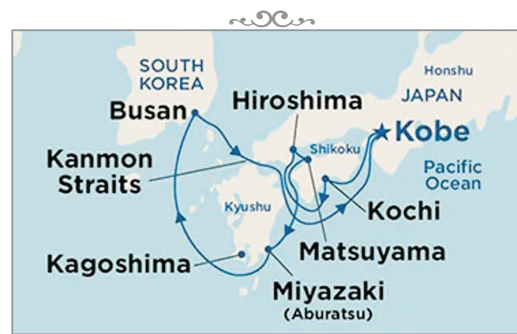 SOUTH
KOREA
Honshu
Busan
Hiroshima
JAPAN
Kobe
Kanmon
Straits
Shikoku
Pacific
Ocean
Kyushu
Kochi
Kagoshima
Matsuyama
Miyazaki
(Aburatsu)